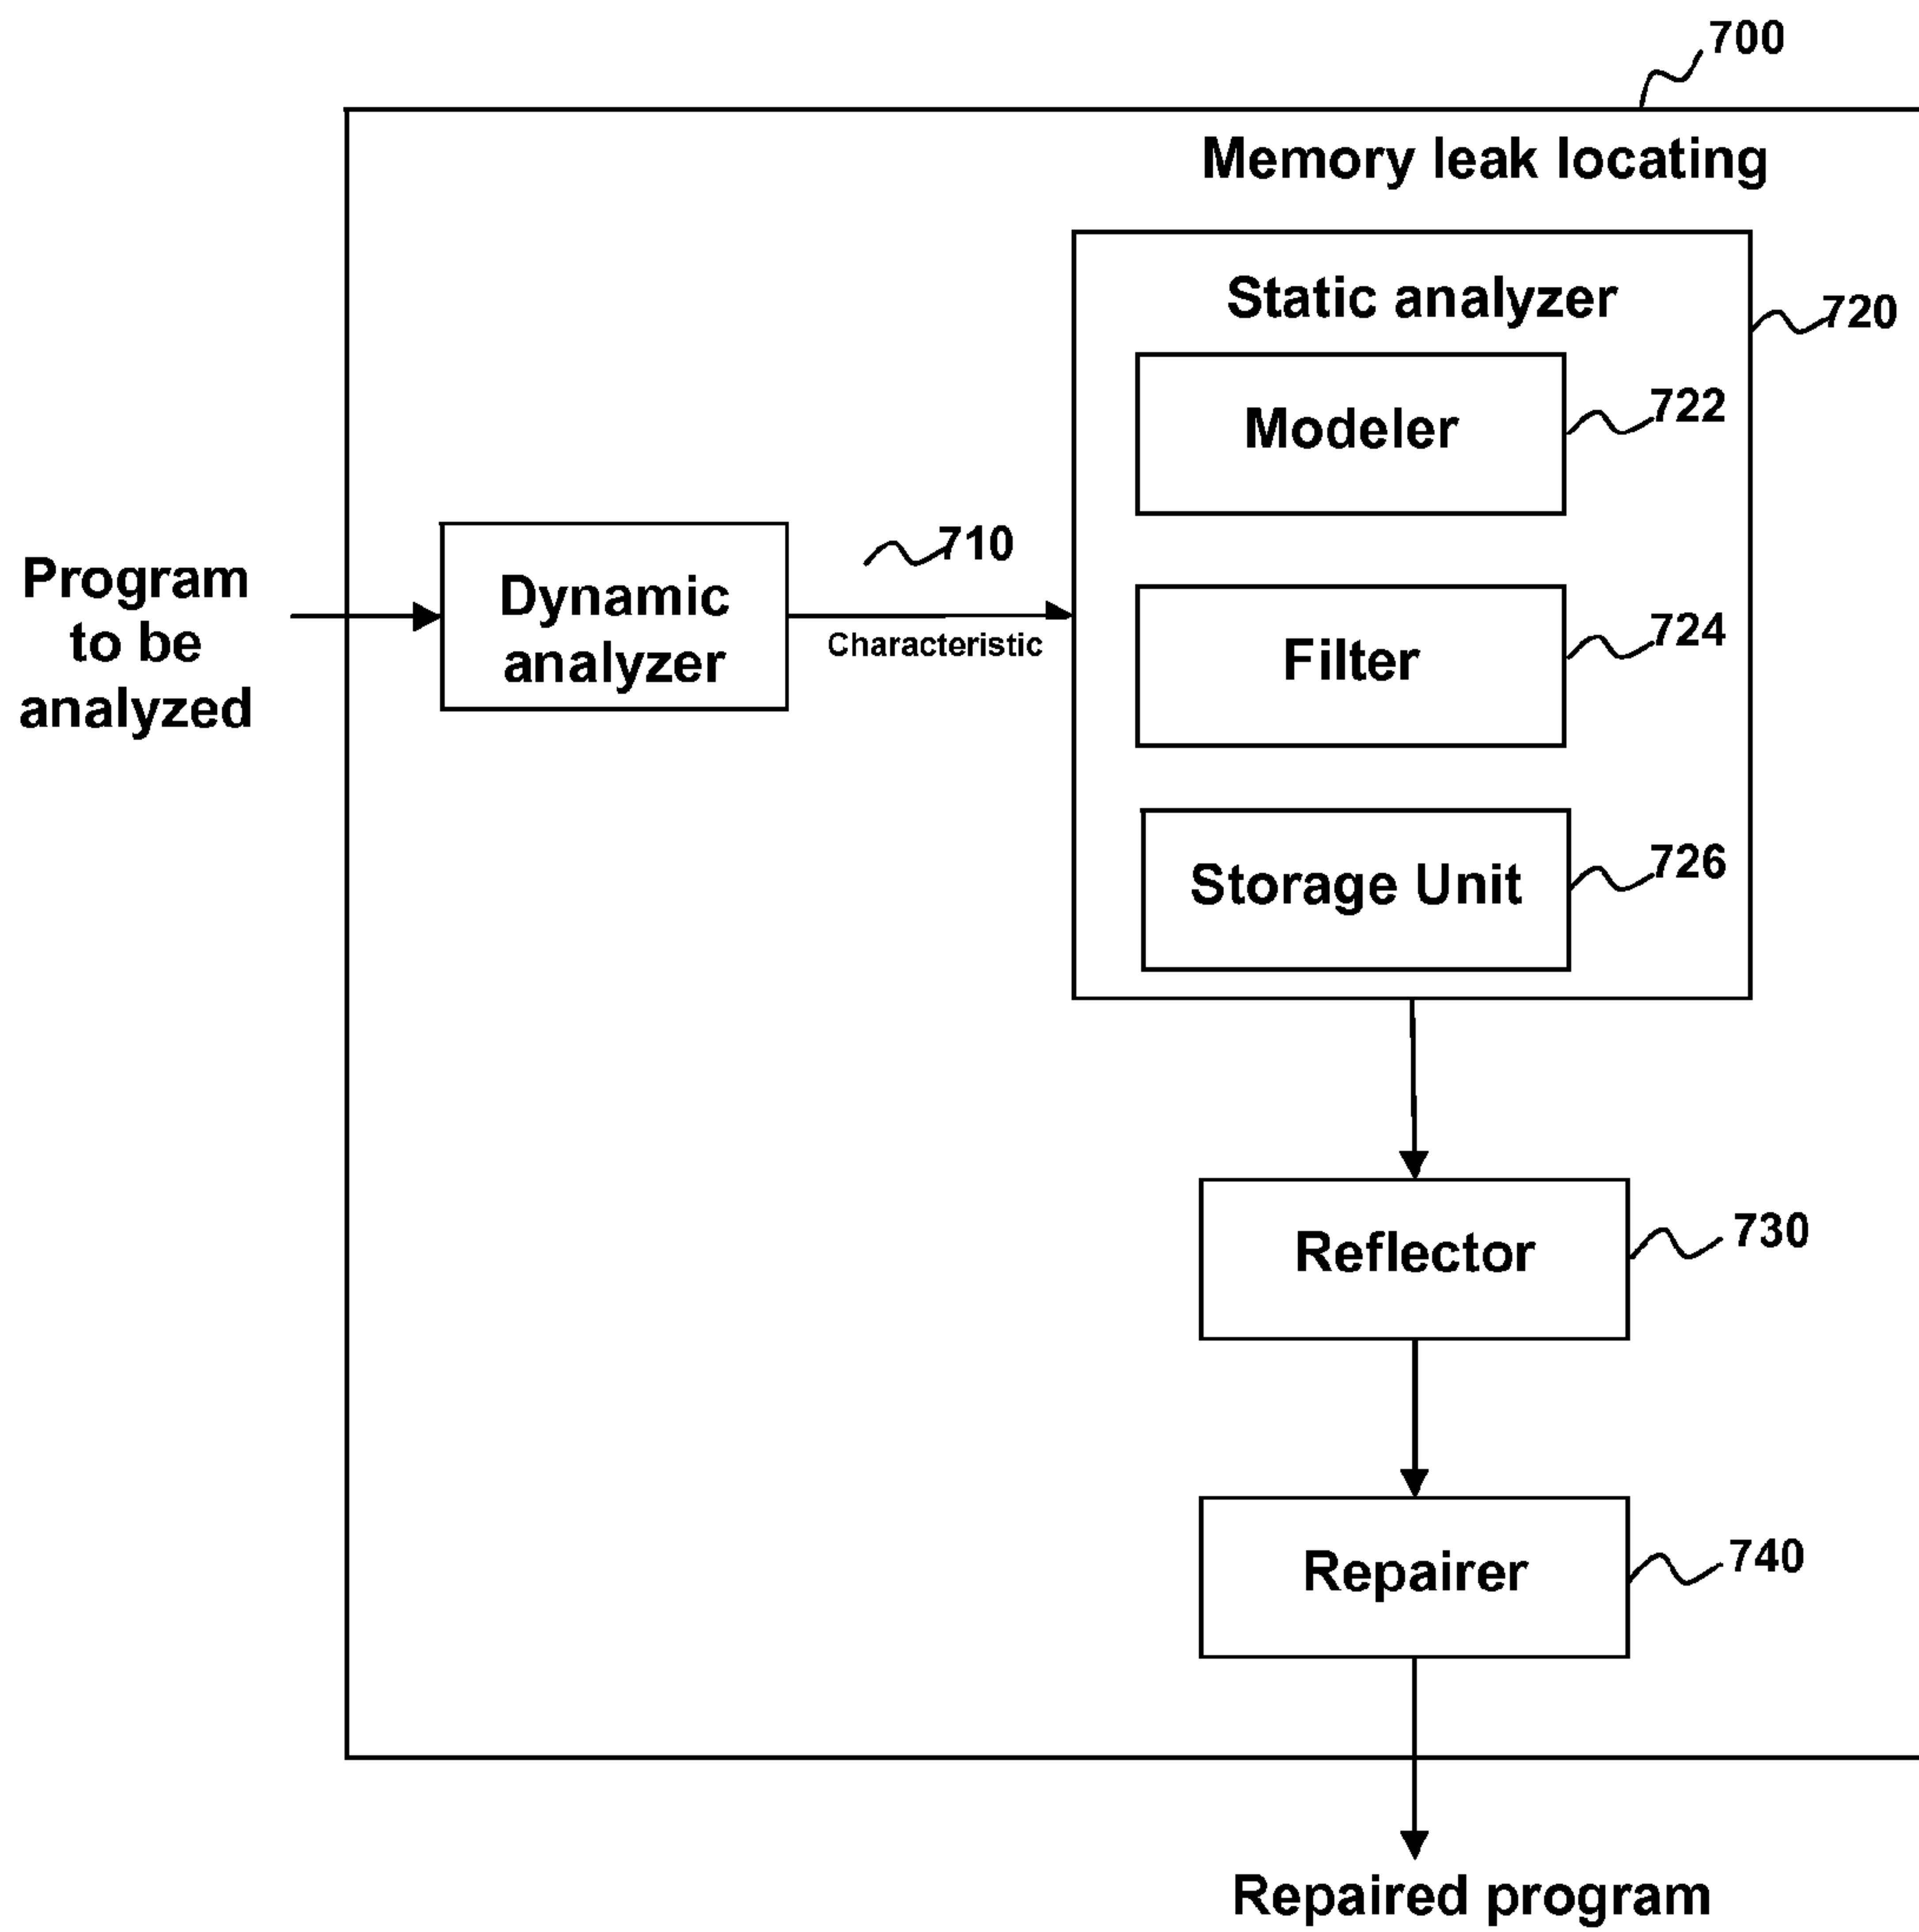 700
Memory leak locating
Static analyzer
720
Modeler
722
710
Program
to be
analyzed
Dynamic
analyzer
Characteristic
Filter
724
Storage Unit
726
Reflector
730
Repairer
740
Repaired program